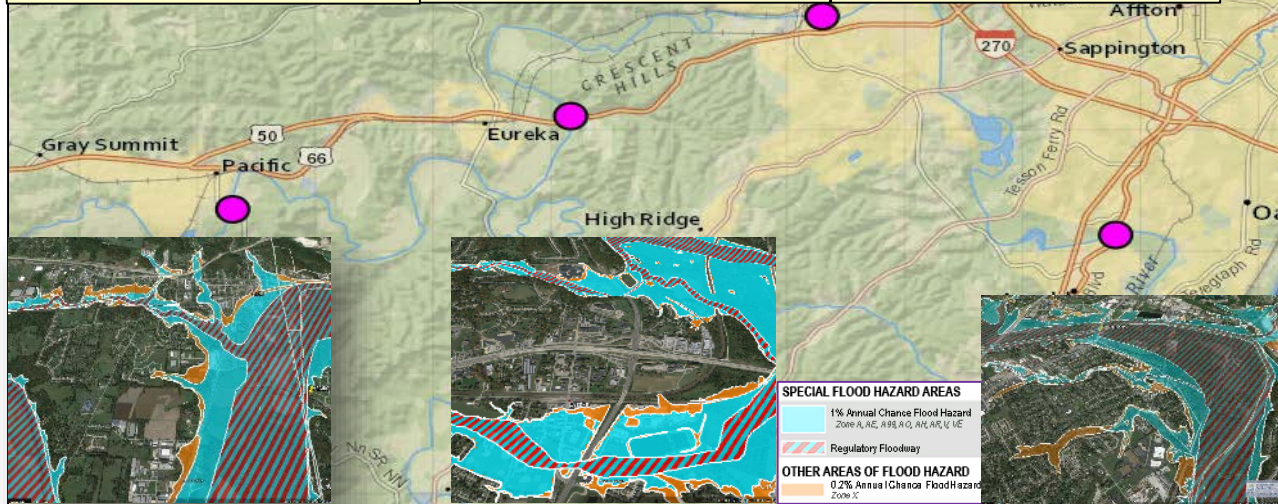 Affton
270
Sappington
CRESCENT
HILLS
Tesson Ferry Rd
50
Eureka
Gray Summit
66
Pacific
High Ridge
River
Telegraph Rd
SPECIAL FLOOD HAZARD AREAS
1% Annual Chance Flood Hazard
Zone A, AE, A99, AO, AH, AR, V, VE
Regulatory Floodway
OTHER AREAS OF FLOOD HAZARD
0.2% Annual Chance Flood Hazard
Zone X